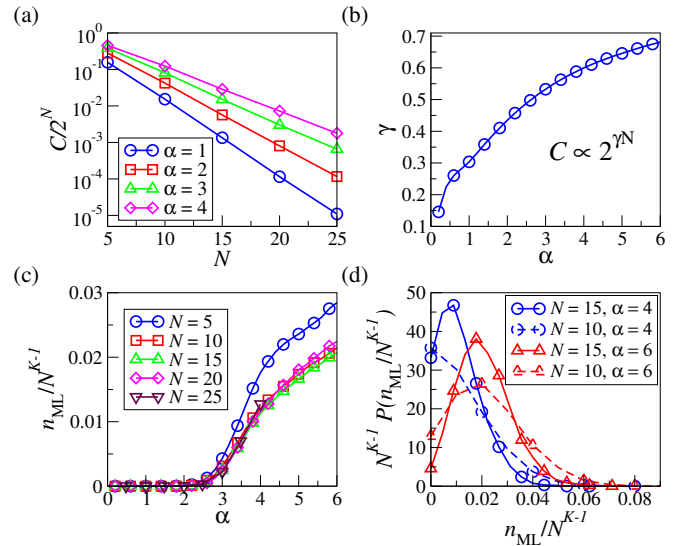 (a)
10^0
10^-1
10^-2
10^-3
10^-4
10^-5
C/2^N
α = 1
α = 2
α = 3
α = 4
5 10 15 20 25
N
(b)
0.7
0.6
0.5
0.4
0.3
0.2
0.1
γ
C ∝ 2^γN
0 1 2 3 4 5 6
α
(c)
0.03
0.02
0.01
0
n_ML/N^K-1
N = 5
N = 10
N = 15
N = 20
N = 25
0 1 2 3 4 5 6
α
(d)
50
40
30
20
10
0
N^K-1 P(n_ML/N^K-1)
N = 15, α = 4
N = 10, α = 4
N = 15, α = 6
N = 10, α = 6
0 0.02 0.04 0.06 0.08
n_ML/N^K-1